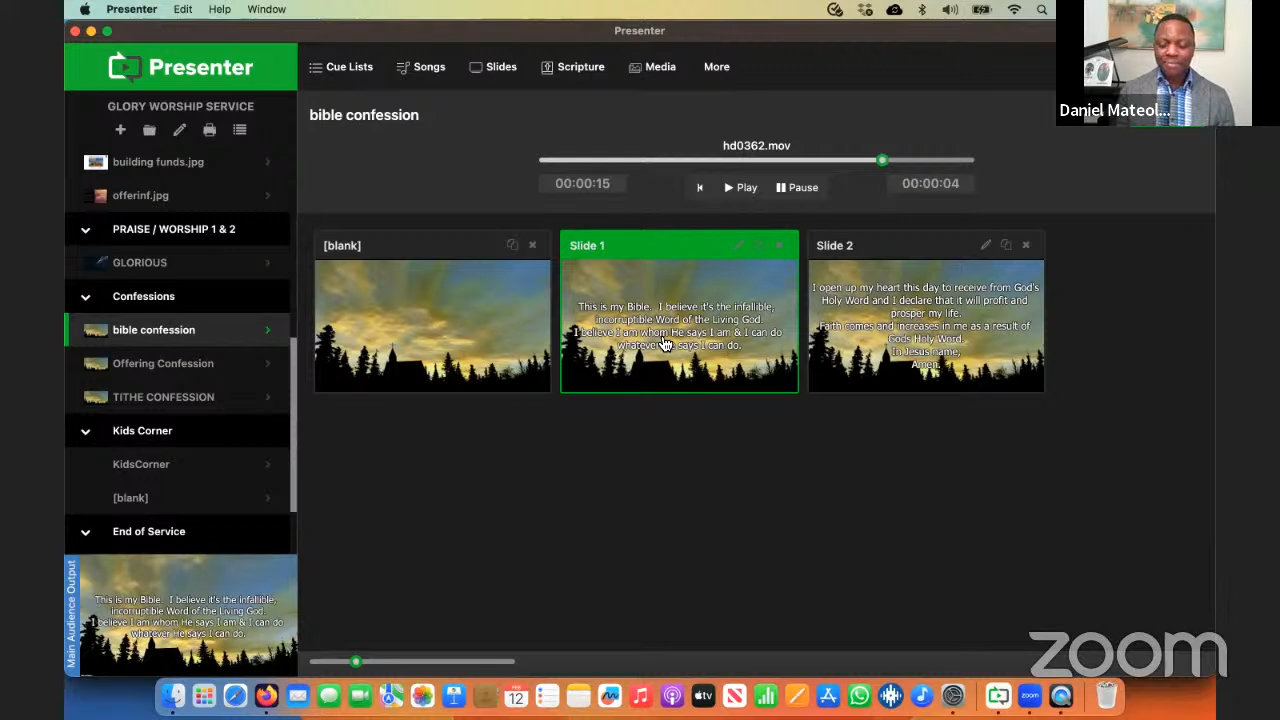 Presenter Edit Help Window
Presenter
Daniel Mateol...
Presenter
Cue Lists Songs Slides Scripture Media More
GLORY WORSHIP SERVICE
building funds.jpg
offerinf.jpg
PRAISE / WORSHIP 1 & 2
GLORIOUS
Confessions
bible confession
Offering Confession
TITHE CONFESSION
Kids Corner
KidsCorner
[blank]
End of Service
Main Audience Output
This is my Bible. I believe it's the infallible,
incorruptible Word of the Living God.
I believe I am whom He says I am & I can do
whatever He says I can do.
bible confession
hd0362.mov
00:00:15
Play
Pause
00:00:04
[blank]
Slide 1
This is my Bible. I believe it's the infallible,
incorruptible Word of the Living God.
I believe I am whom He says I am & I can do
whatever says I can do.
Slide 2
I open up my heart this day to receive from God's
Holy Word and I declare that it will profit and
prosper my life.
Faith comes and increases in me as a result of
Gods Holy Word.
In Jesus name,
Amen.
zoom
12
tv
zoom